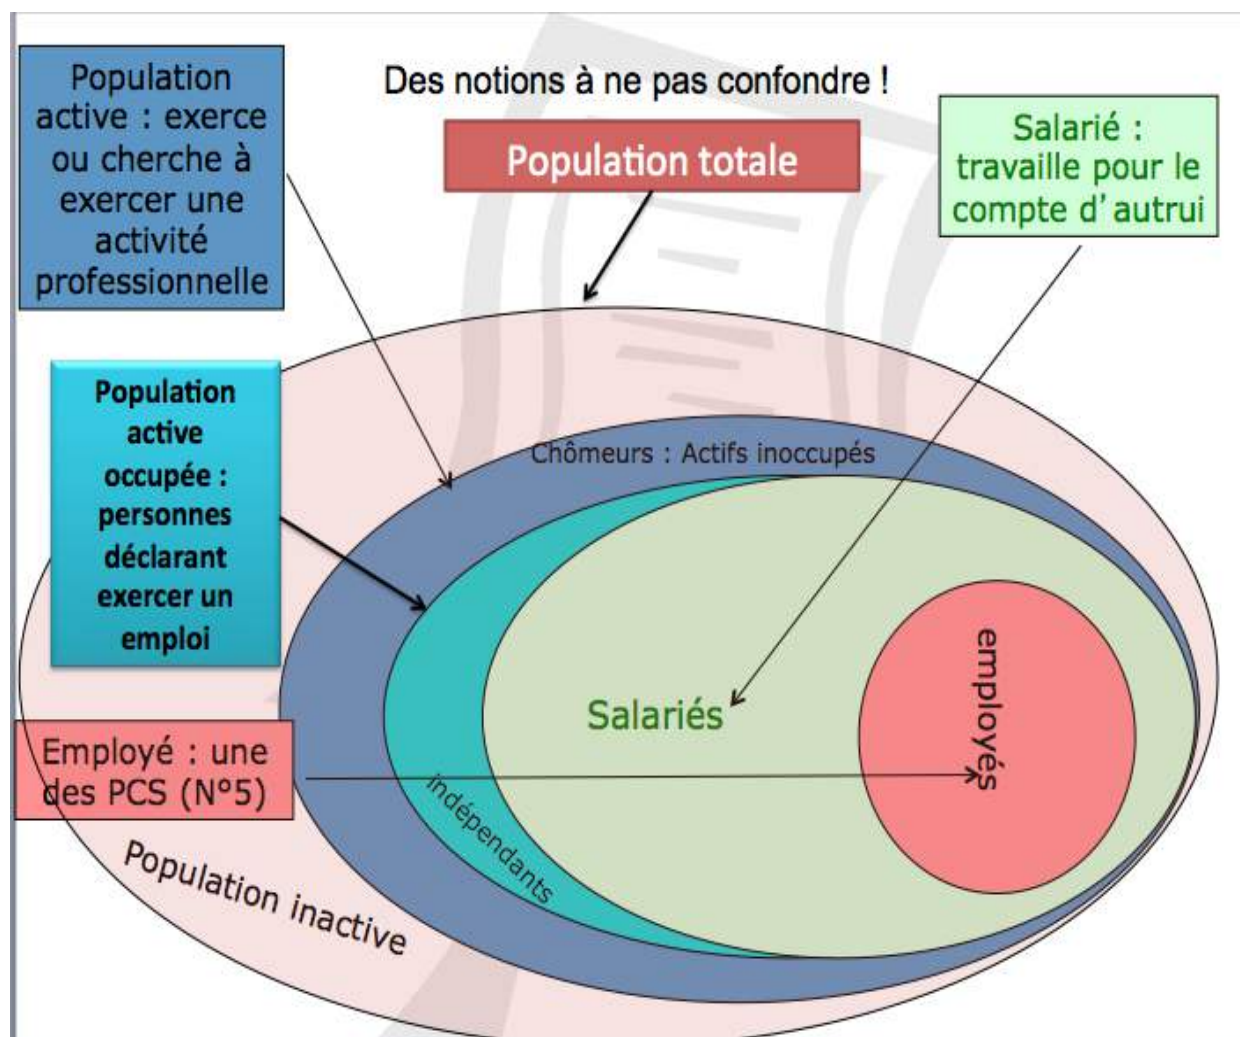 Des notions à ne pas confondre !
Population
active : exerce
ou cherche à
exercer une
activité
professionnelle
Population totale
Salarié :
travaille pour le
compte d’autrui
Population
active
occupée :
personnes
déclarant
exercer un
emploi
Chômeurs : Actifs inoccupés
Salariés
employés
indépendants
Employé : une
des PCS (N°5)
Population inactive